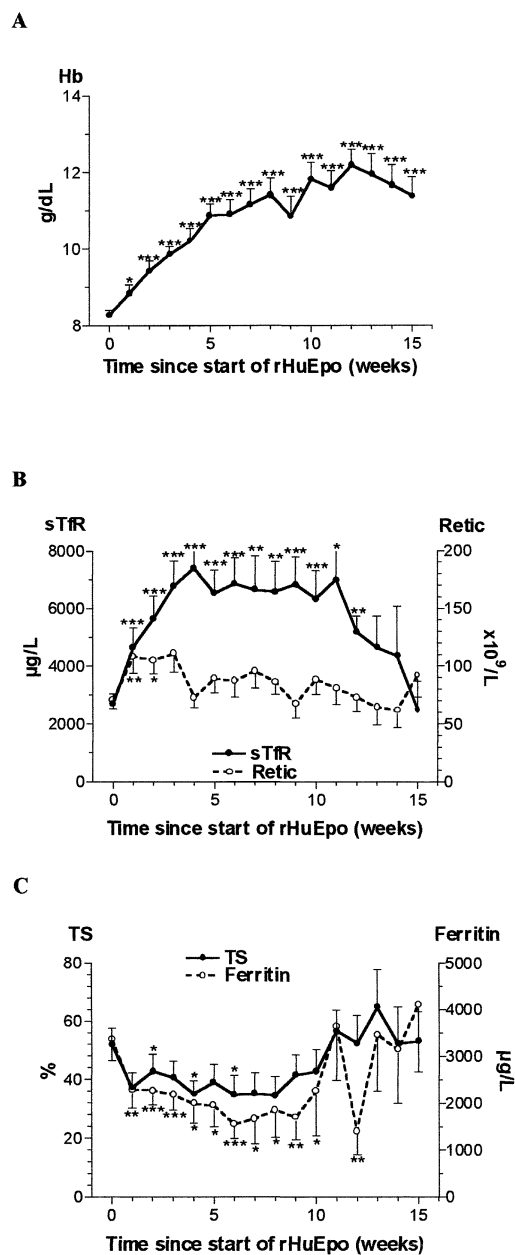 A
Hb
14
12
10
8
g/dL
* *** *** *** *** *** *** *** *** *** *** *** *** *** ***
0 5 10 15
Time since start of rHuEpo (weeks)
B
sTfR Retic
8000 200
6000 150
4000 100
2000 50
0 0
µg/L
x10⁹/L
*** *** *** *** *** *** ** ** *** *** * **
** *
sTfR
Retic
0 5 10 15
Time since start of rHuEpo (weeks)
C
TS Ferritin
TS
Ferritin
80 5000
60 4000
3000
40 2000
20 1000
0 0
%
µg/L
* * *
** *** *** * * *** * * ** * **
0 5 10 15
Time since start of rHuEpo (weeks)